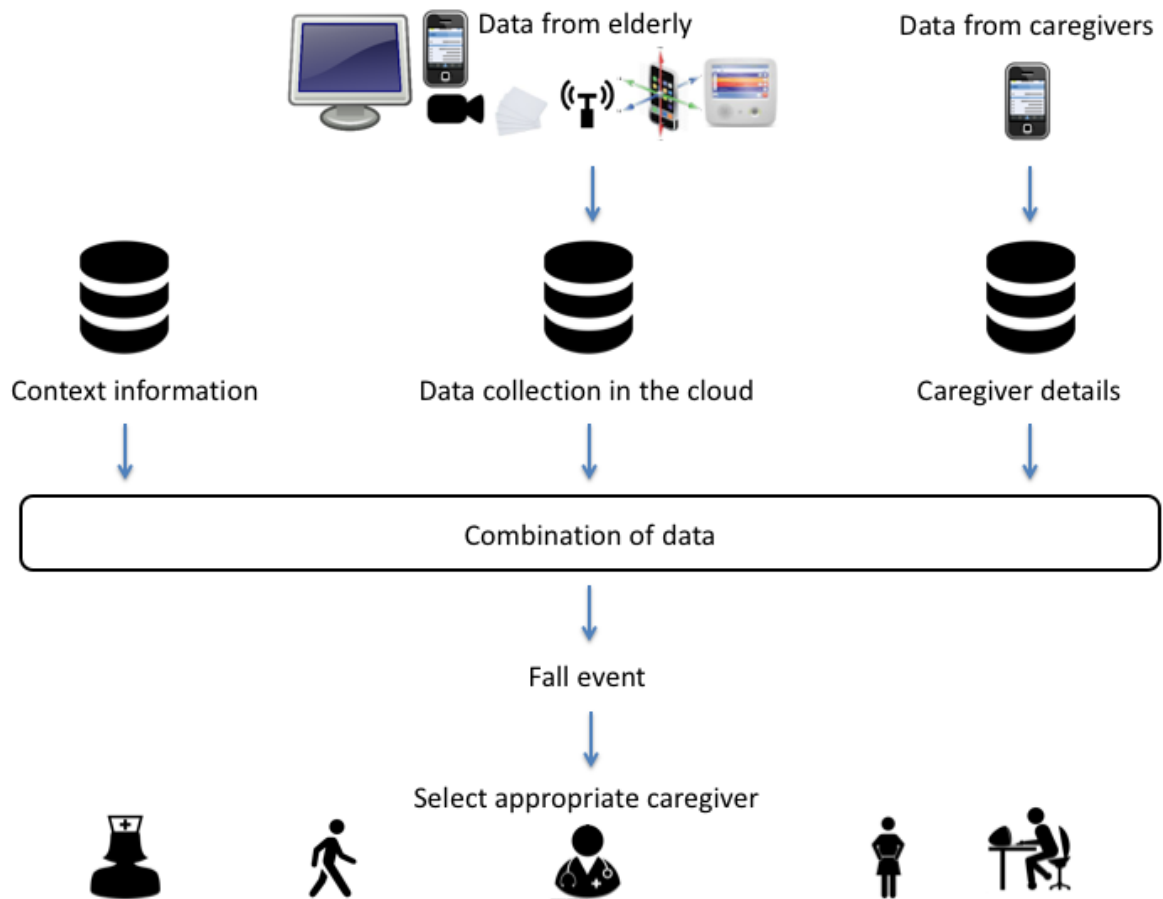 Data from elderly
Data from caregivers
Context information
Data collection in the cloud
Caregiver details
Combination of data
Fall event
Select appropriate caregiver